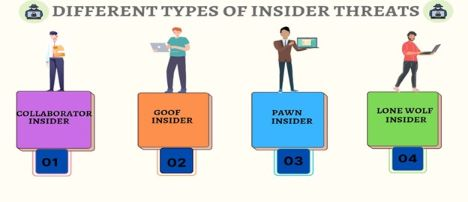 DIFFERENT TYPES OF INSIDER THREATS
COLLABORATOR
INSIDER
01
GOOF
INSIDER
02
PAWN
INSIDER
03
LONE WOLF
INSIDER
04